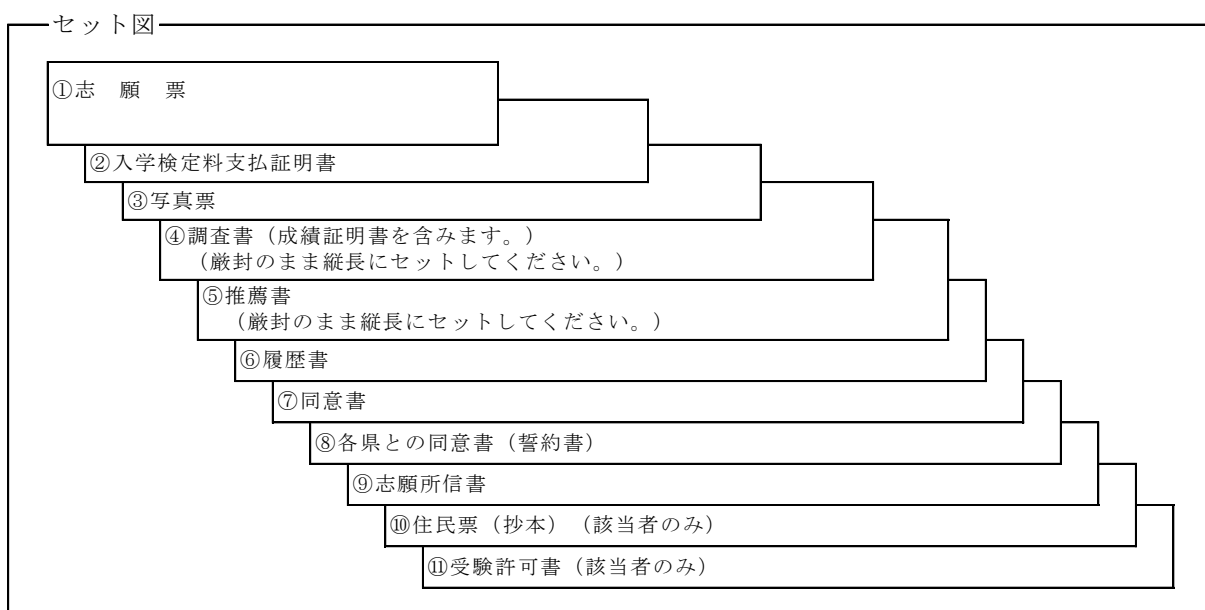 セット図
①志　願　票
②入学検定料支払証明書
③写真票
④調査書（成績証明書を含みます。）
（厳封のまま縦長にセットしてください。）
⑤推薦書
（厳封のまま縦長にセットしてください。）
⑥履歴書
⑦同意書
⑧各県との同意書（誓約書）
⑨志願所信書
⑩住民票（抄本）（該当者のみ）
⑪受験許可書（該当者のみ）